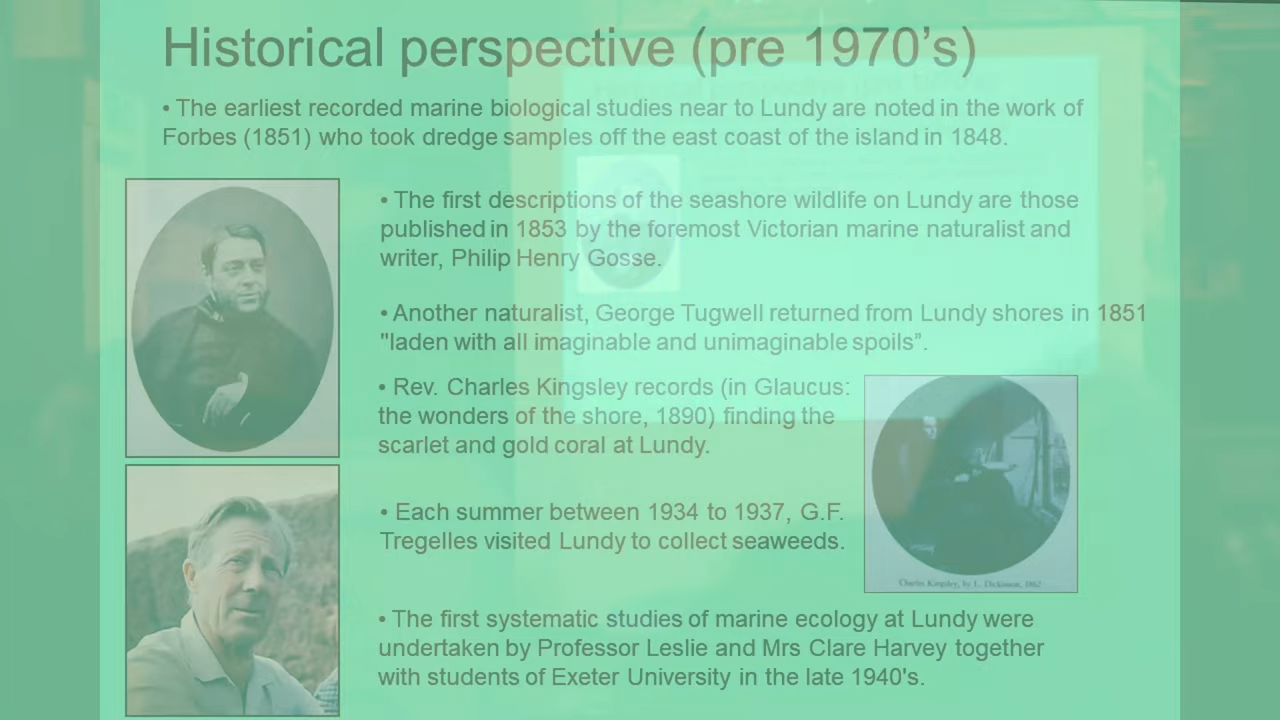 Historical perspective (pre 1970’s)
• The earliest recorded marine biological studies near to Lundy are noted in the work of
Forbes (1851) who took dredge samples off the east coast of the island in 1848.
• The first descriptions of the seashore wildlife on Lundy are those
published in 1853 by the foremost Victorian marine naturalist and
writer, Philip Henry Gosse.
• Another naturalist, George Tugwell returned from Lundy shores in 1851
"laden with all imaginable and unimaginable spoils”.
• Rev. Charles Kingsley records (in Glaucus:
the wonders of the shore, 1890) finding the
scarlet and gold coral at Lundy.
• Each summer between 1934 to 1937, G.F.
Tregelles visited Lundy to collect seaweeds.
Charles Kingsley, by L. Dickinson, 1862
• The first systematic studies of marine ecology at Lundy were
undertaken by Professor Leslie and Mrs Clare Harvey together
with students of Exeter University in the late 1940's.